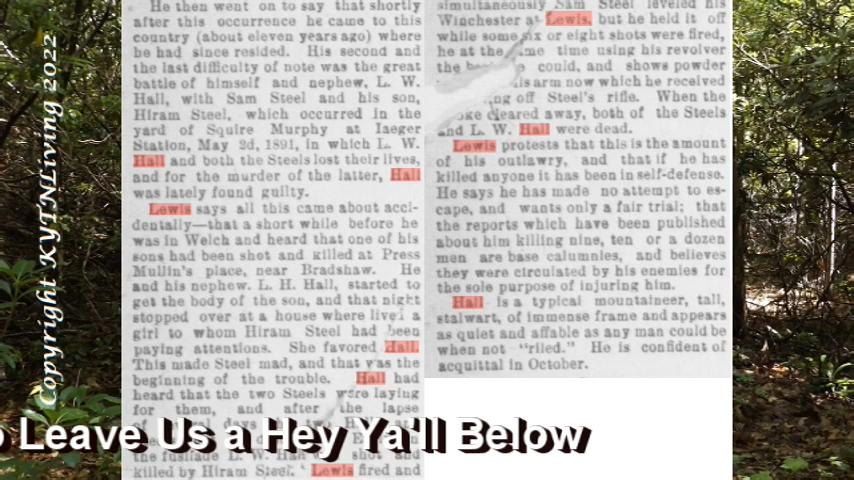 He then went on to say that shortly
after this occurrence he came to this
country (about eleven years ago) where
he had since resided. His second and
the last difficulty of note was the great
battle of himself and nephew, L. W.
Hall, with Sam Steel and his son,
Hiram Steel, which occurred in the
yard of Squire Murphy at Iaeger
Station, May 2d, 1891, in which L. W.
Hall and both the Steels lost their lives,
and for the murder of the latter, Hall
was lately found guilty.
Lewis says all this came about acci-
dentally—that a short while before he
was in Welch and heard that one of his
sons had been shot and killed at Press
Mullin's place, near Bradshaw. He
and his nephew. L. H. Hall, started to
get the body of the son, and that night
stopped over at a house where lived a
girl to whom Hiram Steel had been
paying attentions. She favored Hall.
This made Steel mad, and that was the
beginning of the trouble. Hall had
heard that the two Steels were laying
for them, and after the lapse
the fusilade L. W. Hall shot and
killed by Hiram Steel. Lewis fired and
simultaneously Sam Steel leveled his
Winchester at Lewis, but he held it off
while some six or eight shots were fired,
he at the same time using his revolver
the could, and shows powder
his arm now which he received
off Steel's rifle. When the
smoke cleared away, both of the Steels
and L. W. Hall were dead.
Lewis protests that this is the amount
of his outlawry, and that if he has
killed anyone it has been in self-defense.
He says he has made no attempt to es-
cape, and wants only a fair trial; that
the reports which have been published
about him killing nine, ten or a dozen
men are base calumnies, and believes
they were circulated by his enemies for
the sole purpose of injuring him.
Hall is a typical mountaineer, tall,
stalwart, of immense frame and appears
as quiet and affable as any man could be
when not "riled." He is confident of
acquittal in October.
Copyright KYTNLiving 2022
Leave Us a Hey Ya'll Below